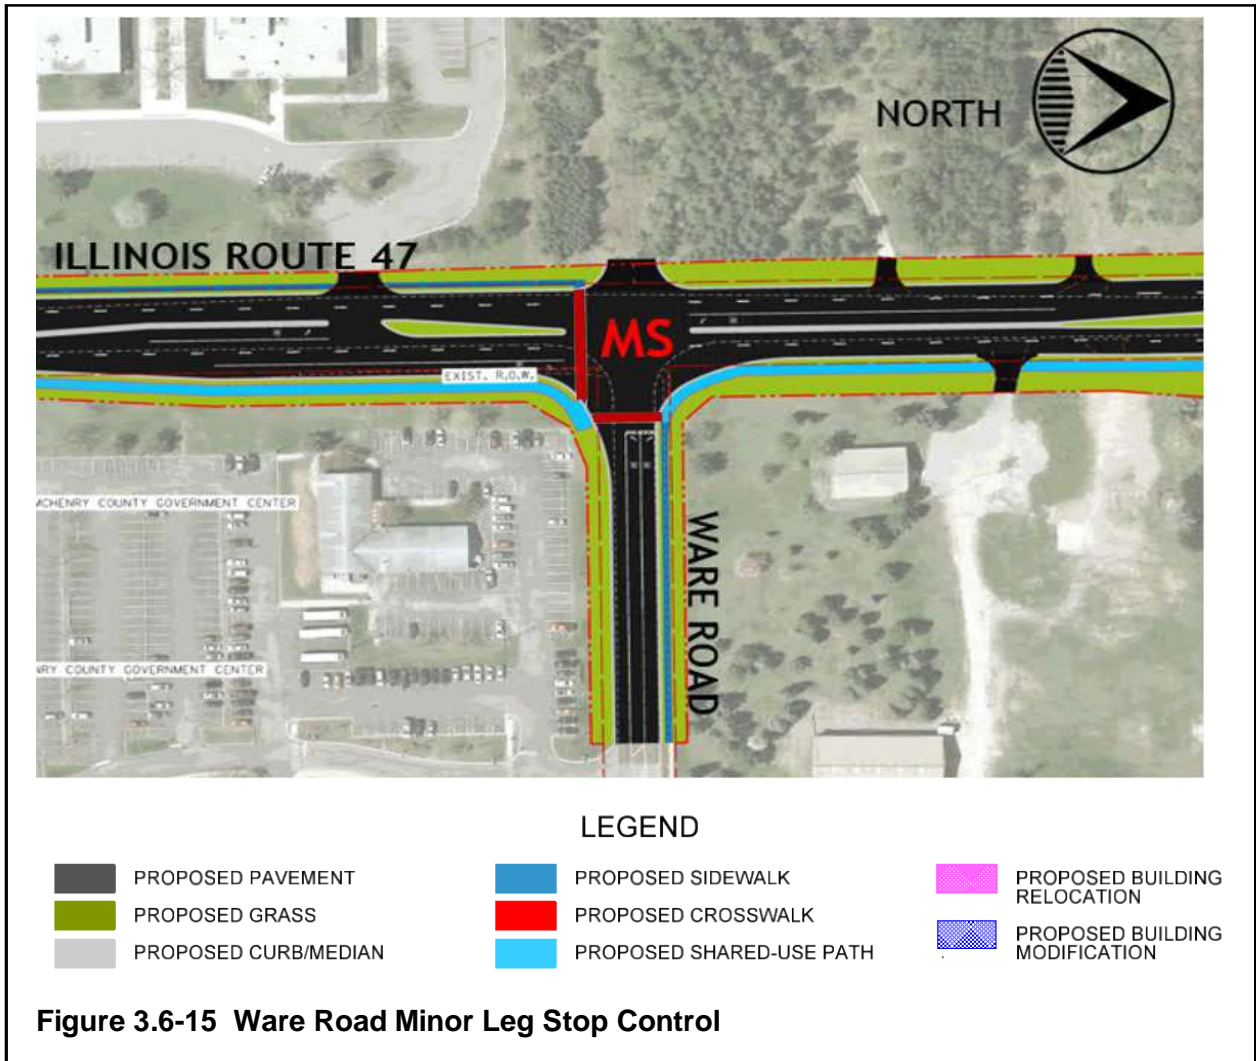 NORTH
ILLINOIS ROUTE 47
MS
EXIST. R.O.W.
MCHENRY COUNTY GOVERNMENT CENTER
WARE ROAD
NRY COUNTY GOVERNMENT CENTER
LEGEND
PROPOSED PAVEMENT
PROPOSED GRASS
PROPOSED CURB/MEDIAN
PROPOSED SIDEWALK
PROPOSED CROSSWALK
PROPOSED SHARED-USE PATH
PROPOSED BUILDING
RELOCATION
PROPOSED BUILDING
MODIFICATION
Figure 3.6-15 Ware Road Minor Leg Stop Control